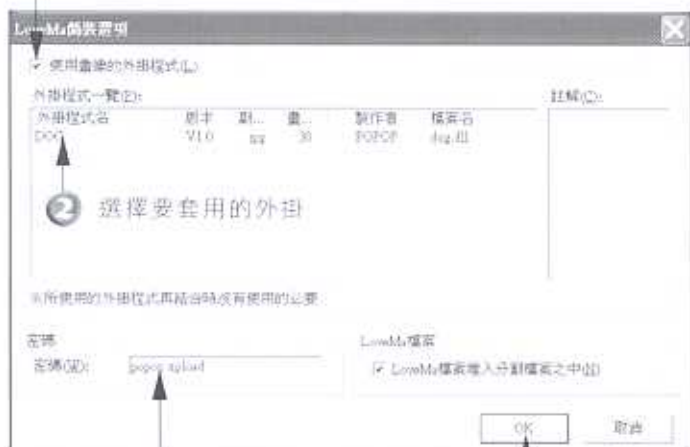 LoveMa偽裝選項
使用書緣的外掛程式(L)
外掛程式一覽(P):
註解(C):
外掛程式名 版本 副... 畫... 製作者 檔案名
DOG V1.0 30 POPOP dog.dll
2 選擇要套用的外掛
※所使用的外掛程式再結合時沒有使用的必要
密碼
密碼(W): popop upload
LoveMa檔案
LoveMa檔案塞入分割檔案之中(N)
OK 取消